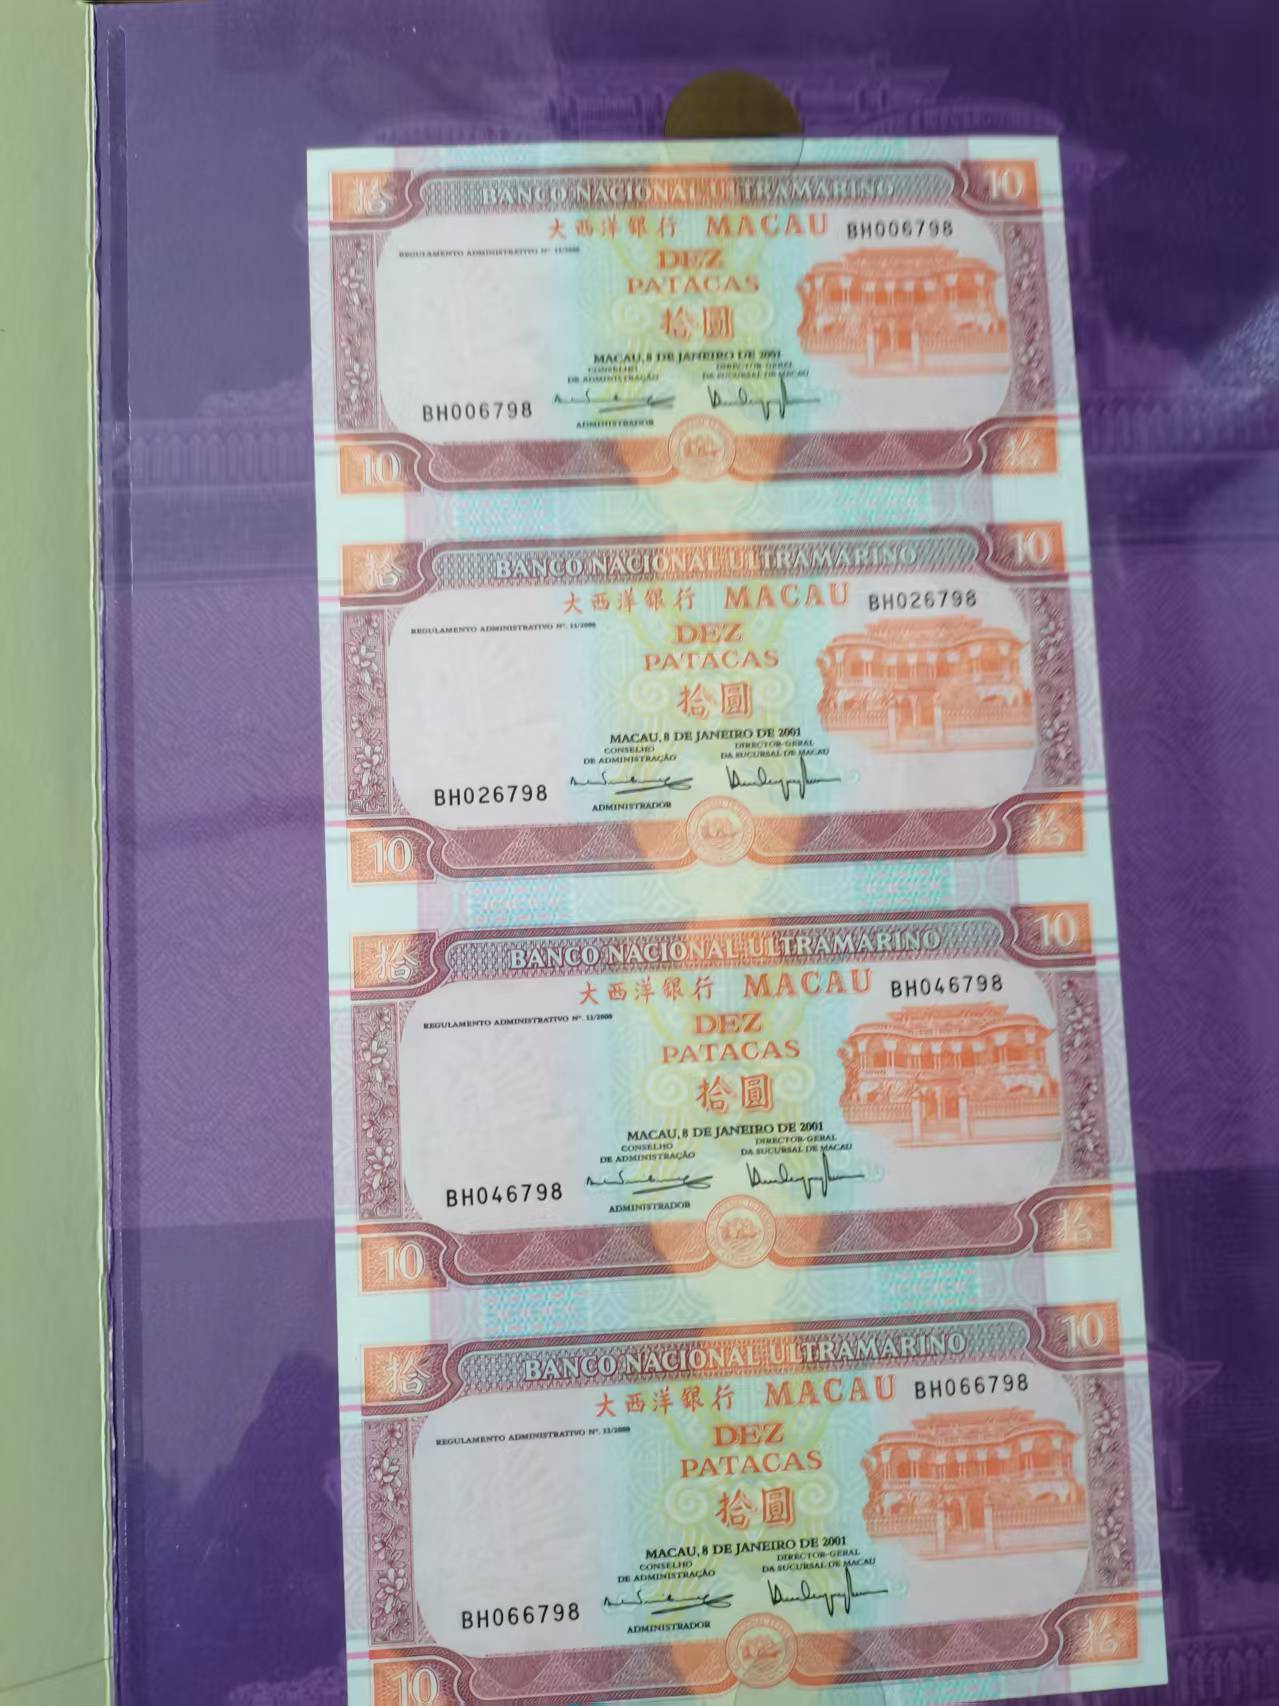 拾 BANCO NACIONAL ULTRAMARINO 10
大西洋銀行 MACAU BH006798
REGULAMENTO ADMINISTRATIVO Nº. 11/2000
DEZ
PATACAS
拾圓
MACAU, 8 DE JANEIRO DE 2001
CONSELHO DIRECTOR-GERAL
DE ADMINISTRAÇÃO DA SUCURSAL DE MACAU
BH006798
ADMINISTRADOR
10 拾
拾 BANCO NACIONAL ULTRAMARINO 10
大西洋銀行 MACAU BH026798
REGULAMENTO ADMINISTRATIVO Nº. 11/2000
DEZ
PATACAS
拾圓
MACAU, 8 DE JANEIRO DE 2001
CONSELHO DIRECTOR-GERAL
DE ADMINISTRAÇÃO DA SUCURSAL DE MACAU
BH026798
ADMINISTRADOR
10 拾
拾 BANCO NACIONAL ULTRAMARINO 10
大西洋銀行 MACAU BH046798
REGULAMENTO ADMINISTRATIVO Nº. 11/2000
DEZ
PATACAS
拾圓
MACAU, 8 DE JANEIRO DE 2001
CONSELHO DIRECTOR-GERAL
DE ADMINISTRAÇÃO DA SUCURSAL DE MACAU
BH046798
ADMINISTRADOR
10 拾
拾 BANCO NACIONAL ULTRAMARINO 10
大西洋銀行 MACAU BH066798
REGULAMENTO ADMINISTRATIVO Nº. 11/2000
DEZ
PATACAS
拾圓
MACAU, 8 DE JANEIRO DE 2001
CONSELHO DIRECTOR-GERAL
DE ADMINISTRAÇÃO DA SUCURSAL DE MACAU
BH066798
ADMINISTRADOR
10 拾